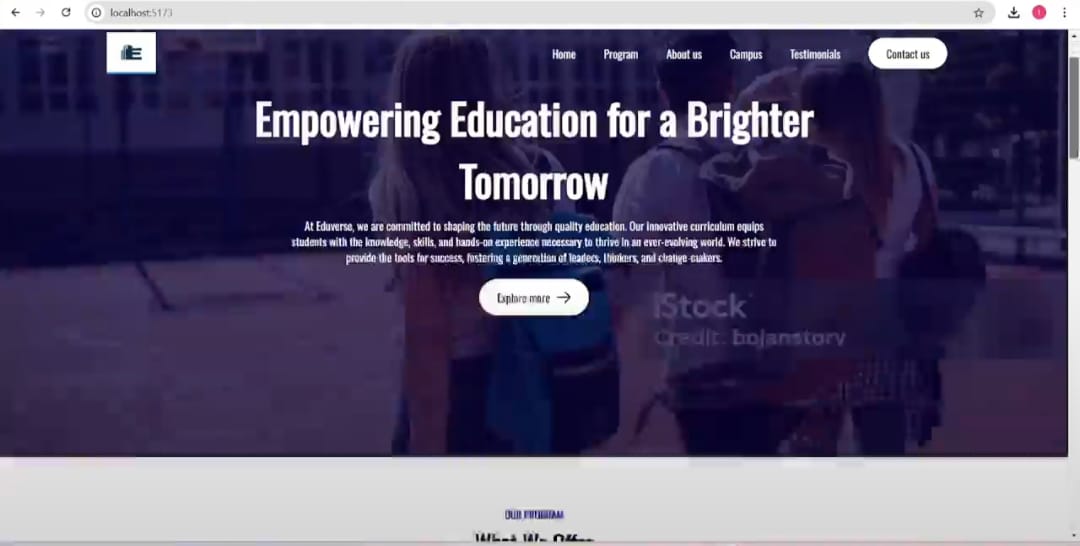 localhost:5173
E
Home Program About us Campus Testimonials Contact us
Empowering Education for a Brighter
Tomorrow
At Eduverse, we are committed to shaping the future through quality education. Our innovative curriculum equips
students with the knowledge, skills, and hands-on experience necessary to thrive in an ever-evolving world. We strive to
provide the tools for success, fostering a generation of leaders, thinkers, and change-makers.
Explore more →
iStock
Credit: bojanstory
OUR PROGRAM
What We Offer